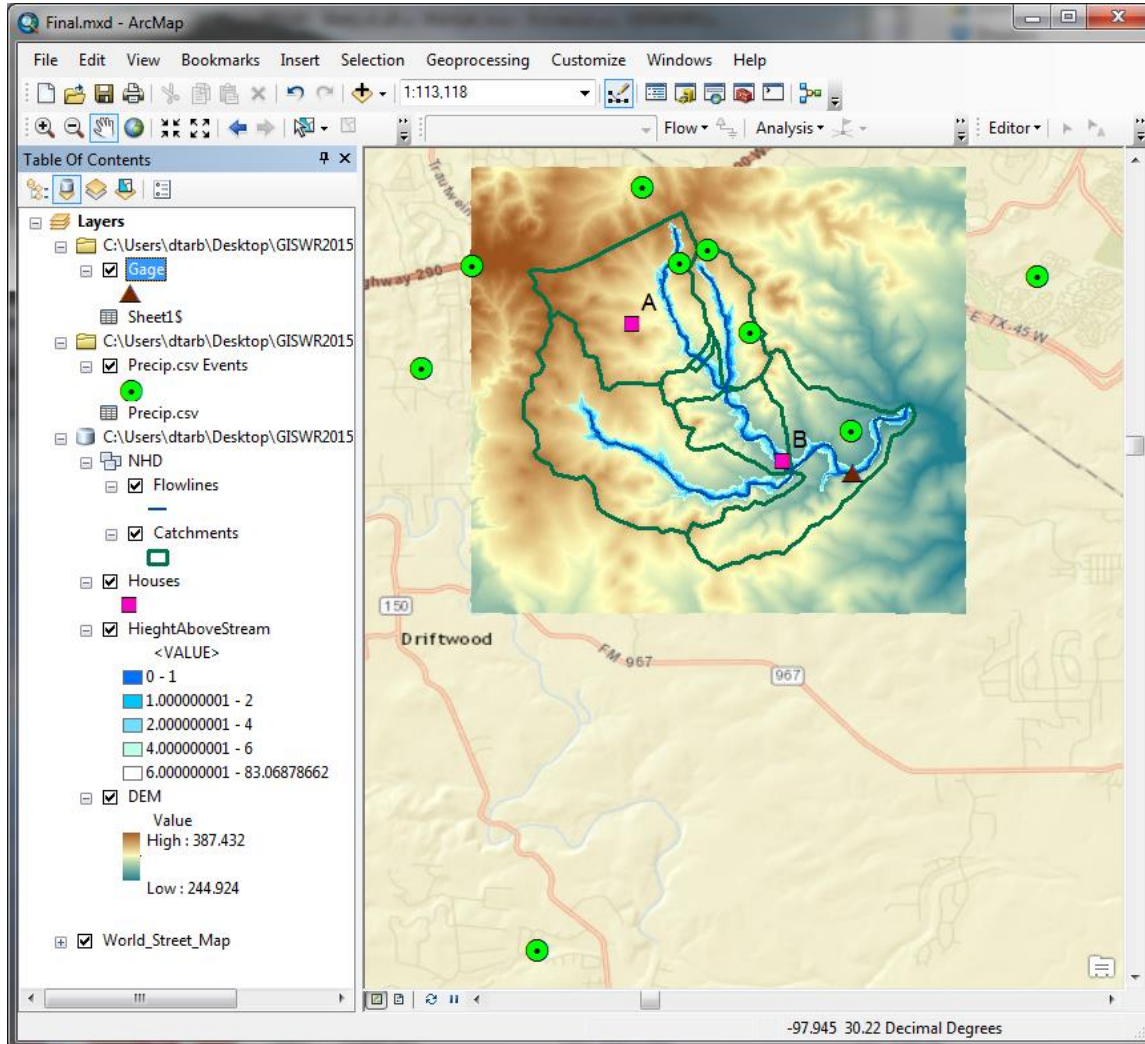 Final.mxd - ArcMap
File Edit View Bookmarks Insert Selection Geoprocessing Customize Windows Help
1:113,118
Flow Analysis Editor
Table Of Contents
Layers
C:\Users\dtarb\Desktop\GISWR2015
Gage
Sheet1$
C:\Users\dtarb\Desktop\GISWR2015
Precip.csv Events
Precip.csv
C:\Users\dtarb\Desktop\GISWR2015
NHD
Flowlines
Catchments
Houses
HieghtAboveStream
<VALUE>
0 - 1
1.000000001 - 2
2.000000001 - 4
4.000000001 - 6
6.000000001 - 83.06878662
DEM
Value
High : 387.432
Low : 244.924
World_Street_Map
Trautwein
90-W
ghway 290
A
E TX-45 W
B
150
Driftwood
FM 967
967
-97.945 30.22 Decimal Degrees